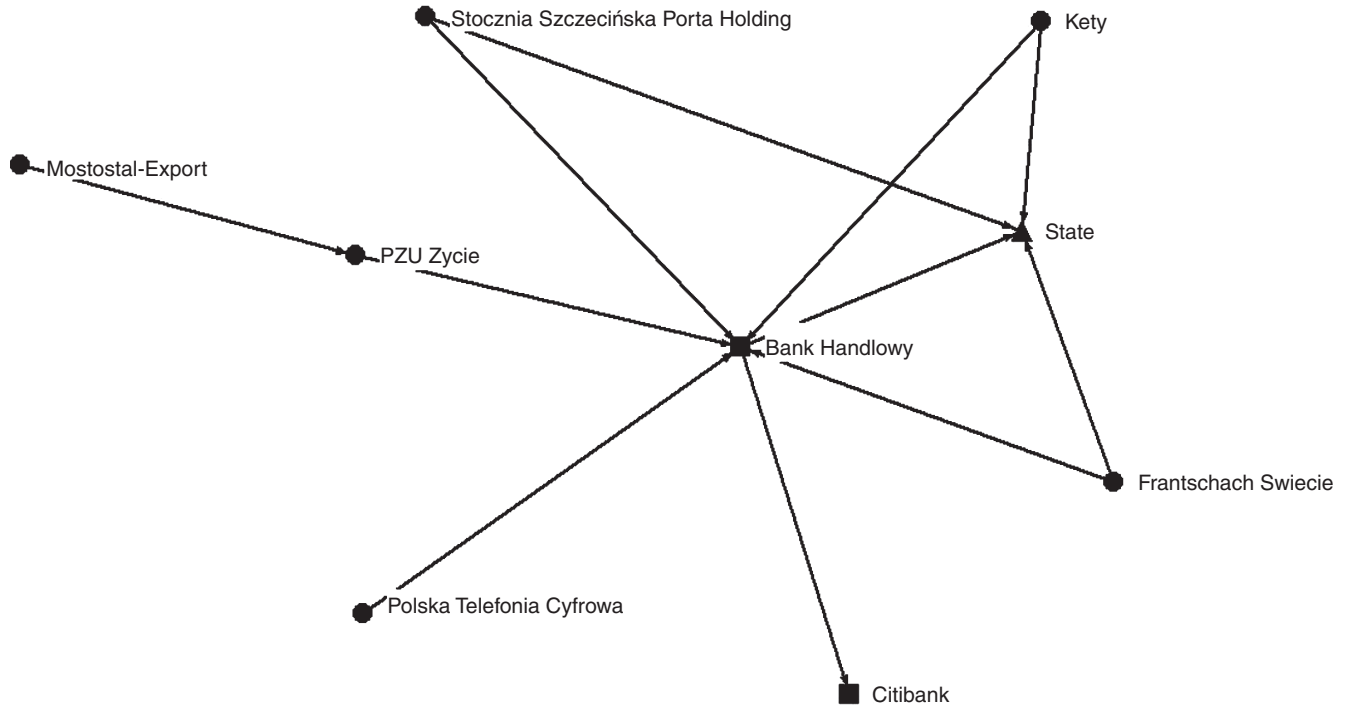 Stocznia Szczecińska Porta Holding
Kety
Mostostal-Export
State
PZU Zycie
Bank Handlowy
Frantschach Swiecie
Polska Telefonia Cyfrowa
Citibank